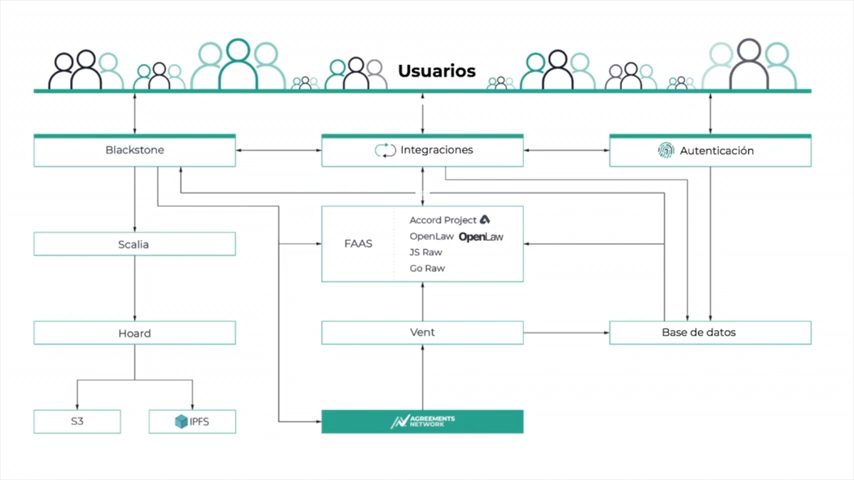 Usuarios
Blackstone
Integraciones
Autenticación
FAAS
Accord Project
OpenLaw OpenLaw
JS Raw
Go Raw
Scalia
Hoard
Vent
Base de datos
S3
IPFS
AGREEMENTS
NETWORK